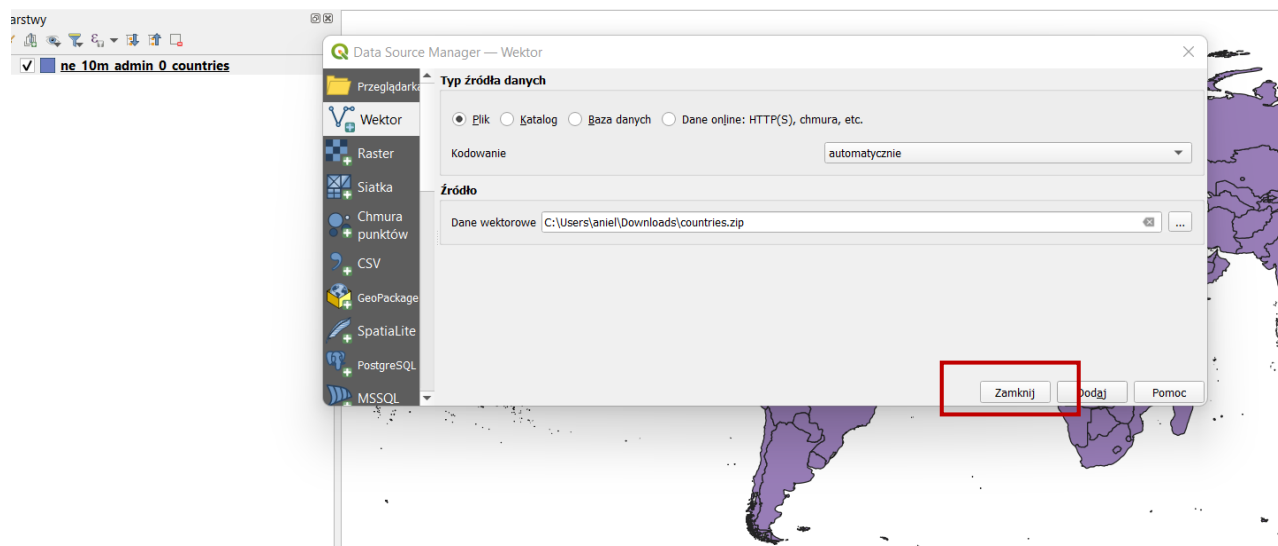 arstwy
ne_10m_admin_0_countries
Data Source Manager — Wektor
Przeglądarka
Wektor
Raster
Siatka
Chmura
punktów
CSV
GeoPackage
SpatiaLite
PostgreSQL
MSSQL
Typ źródła danych
Plik Katalog Baza danych Dane online: HTTP(S), chmura, etc.
Kodowanie automatycznie
Źródło
Dane wektorowe C:\Users\aniel\Downloads\countries.zip ...
Zamknij Dodaj Pomoc